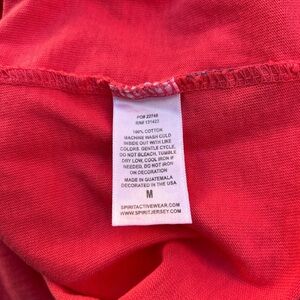 PO# 22748
RN# 131422
100% COTTON
MACHINE WASH COLD
INSIDE OUT WITH LIKE
COLORS. GENTLE CYCLE.
DO NOT BLEACH, TUMBLE
DRY LOW, COOL IRON IF
NEEDED, DO NOT IRON
ON DECORATION
MADE IN GUATEMALA
DECORATED IN THE USA
M
SPIRITACTIVEWEAR.COM
WWW.SPIRITJERSEY.COM